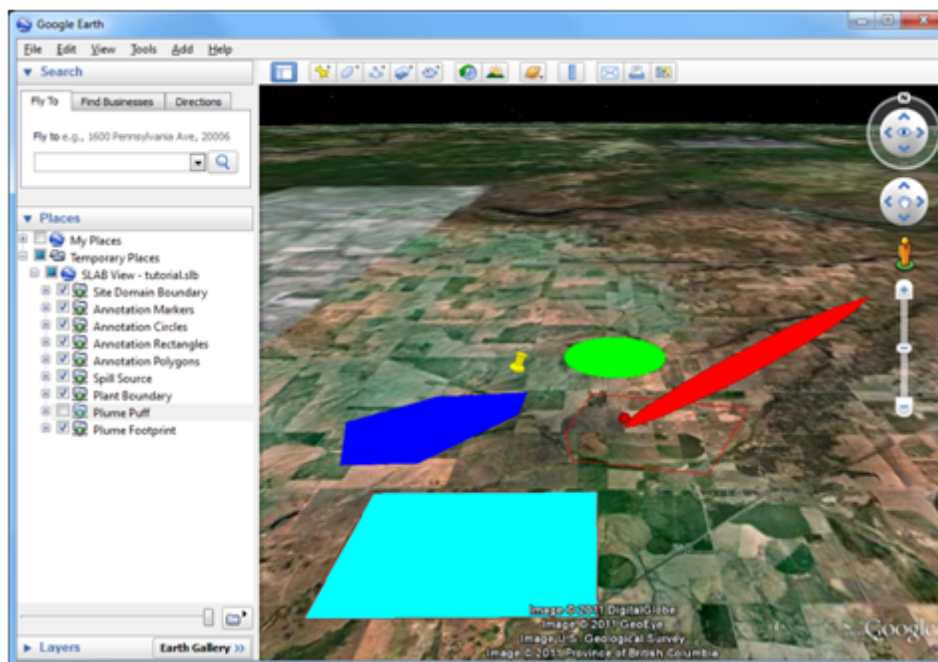 Google Earth
File Edit View Tools Add Help
Search
Fly To Find Businesses Directions
Fly to e.g., 1600 Pennsylvania Ave, 20006
Places
My Places
Temporary Places
SLAB View - tutorial.slb
Site Domain Boundary
Annotation Markers
Annotation Circles
Annotation Rectangles
Annotation Polygons
Spill Source
Plant Boundary
Plume Puff
Plume Footprint
Layers
Earth Gallery »
N
Image © 2011 DigitalGlobe
Image © 2011 GeoEye
Image U.S. Geological Survey
Image © 2011 Province of British Columbia
Google